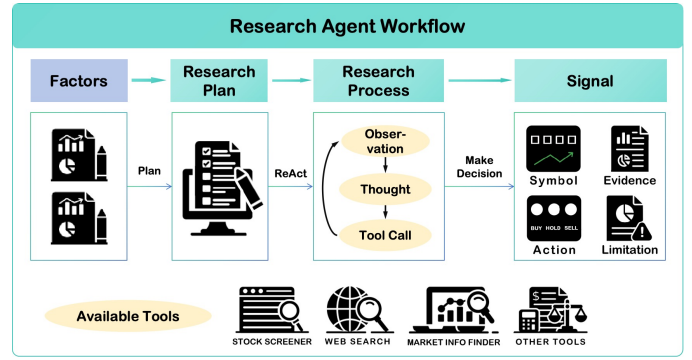 Research Agent Workflow
Factors
Research
Plan
Research
Process
Signal
Plan
ReAct
Obser-
vation
Thought
Tool Call
Make
Decision
Symbol
Evidence
BUY HOLD SELL
Action
Limitation
Available Tools
STOCK SCREENER
WEB SEARCH
MARKET INFO FINDER
OTHER TOOLS